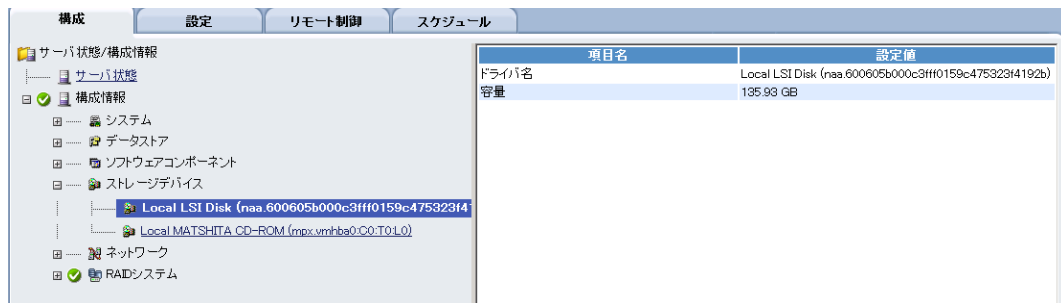 構成 設定 リモート制御 スケジュール
サーバ状態/構成情報
サーバ状態
構成情報
システム
データストア
ソフトウェアコンポーネント
ストレージデバイス
Local LSI Disk (naa.600605b000c3fff0159c475323f41
Local MATSHITA CD-ROM (mpx.vmhba0:C0:T0:L0)
ネットワーク
RAIDシステム
項目名 設定値
ドライバ名 Local LSI Disk (naa.600605b000c3fff0159c475323f4192b)
容量 135.93 GB